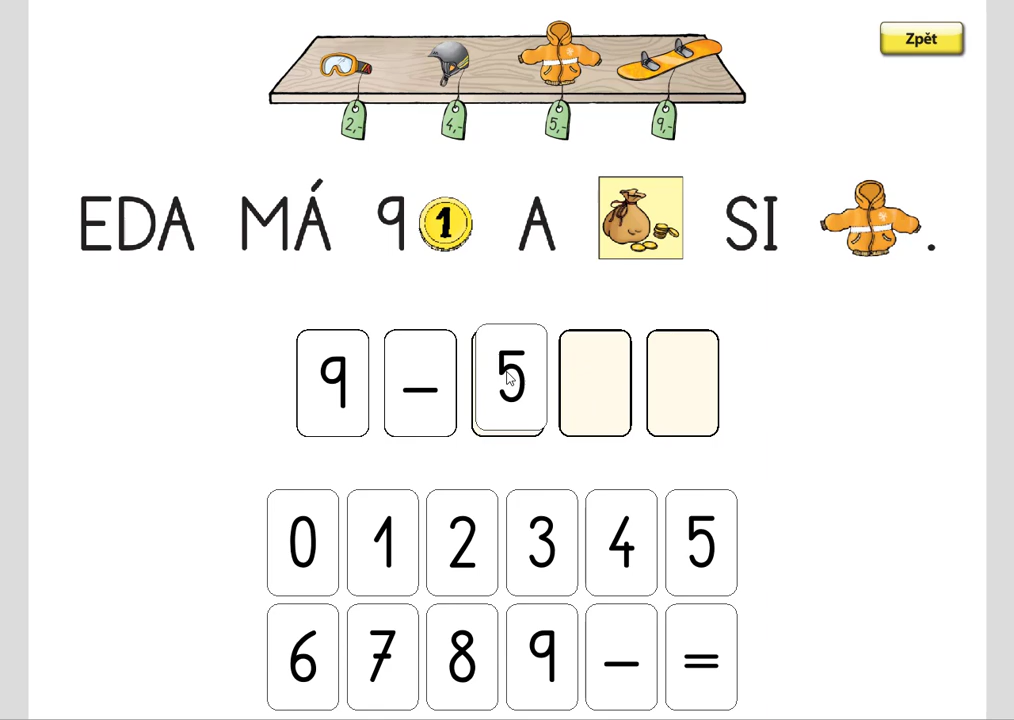 Zpět
2,- 4,- 5,- 9,-
EDA MÁ 9 1 A SI .
9 - 5
0 1 2 3 4 5
6 7 8 9 - =